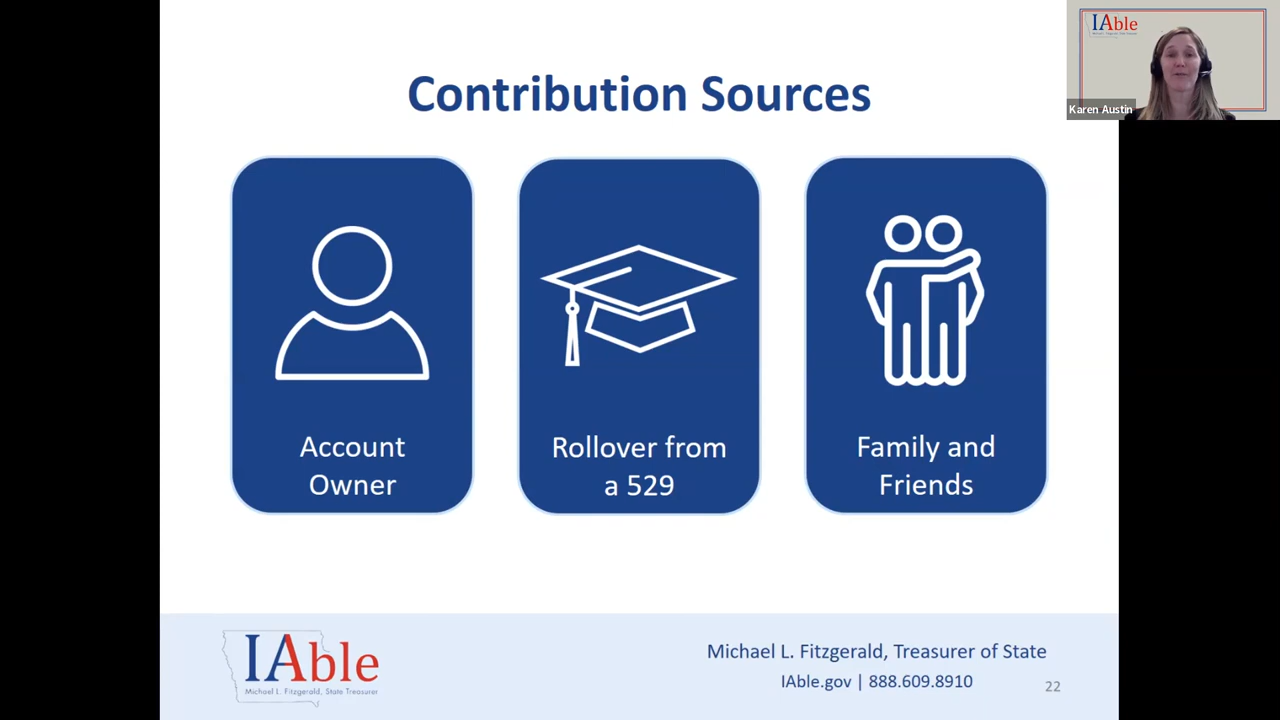 Contribution Sources
Account
Owner
Rollover from
a 529
Family and
Friends
IAble
Karen Austin
IAble
Michael L. Fitzgerald, State Treasurer
Michael L. Fitzgerald, Treasurer of State
IAble.gov | 888.609.8910
22